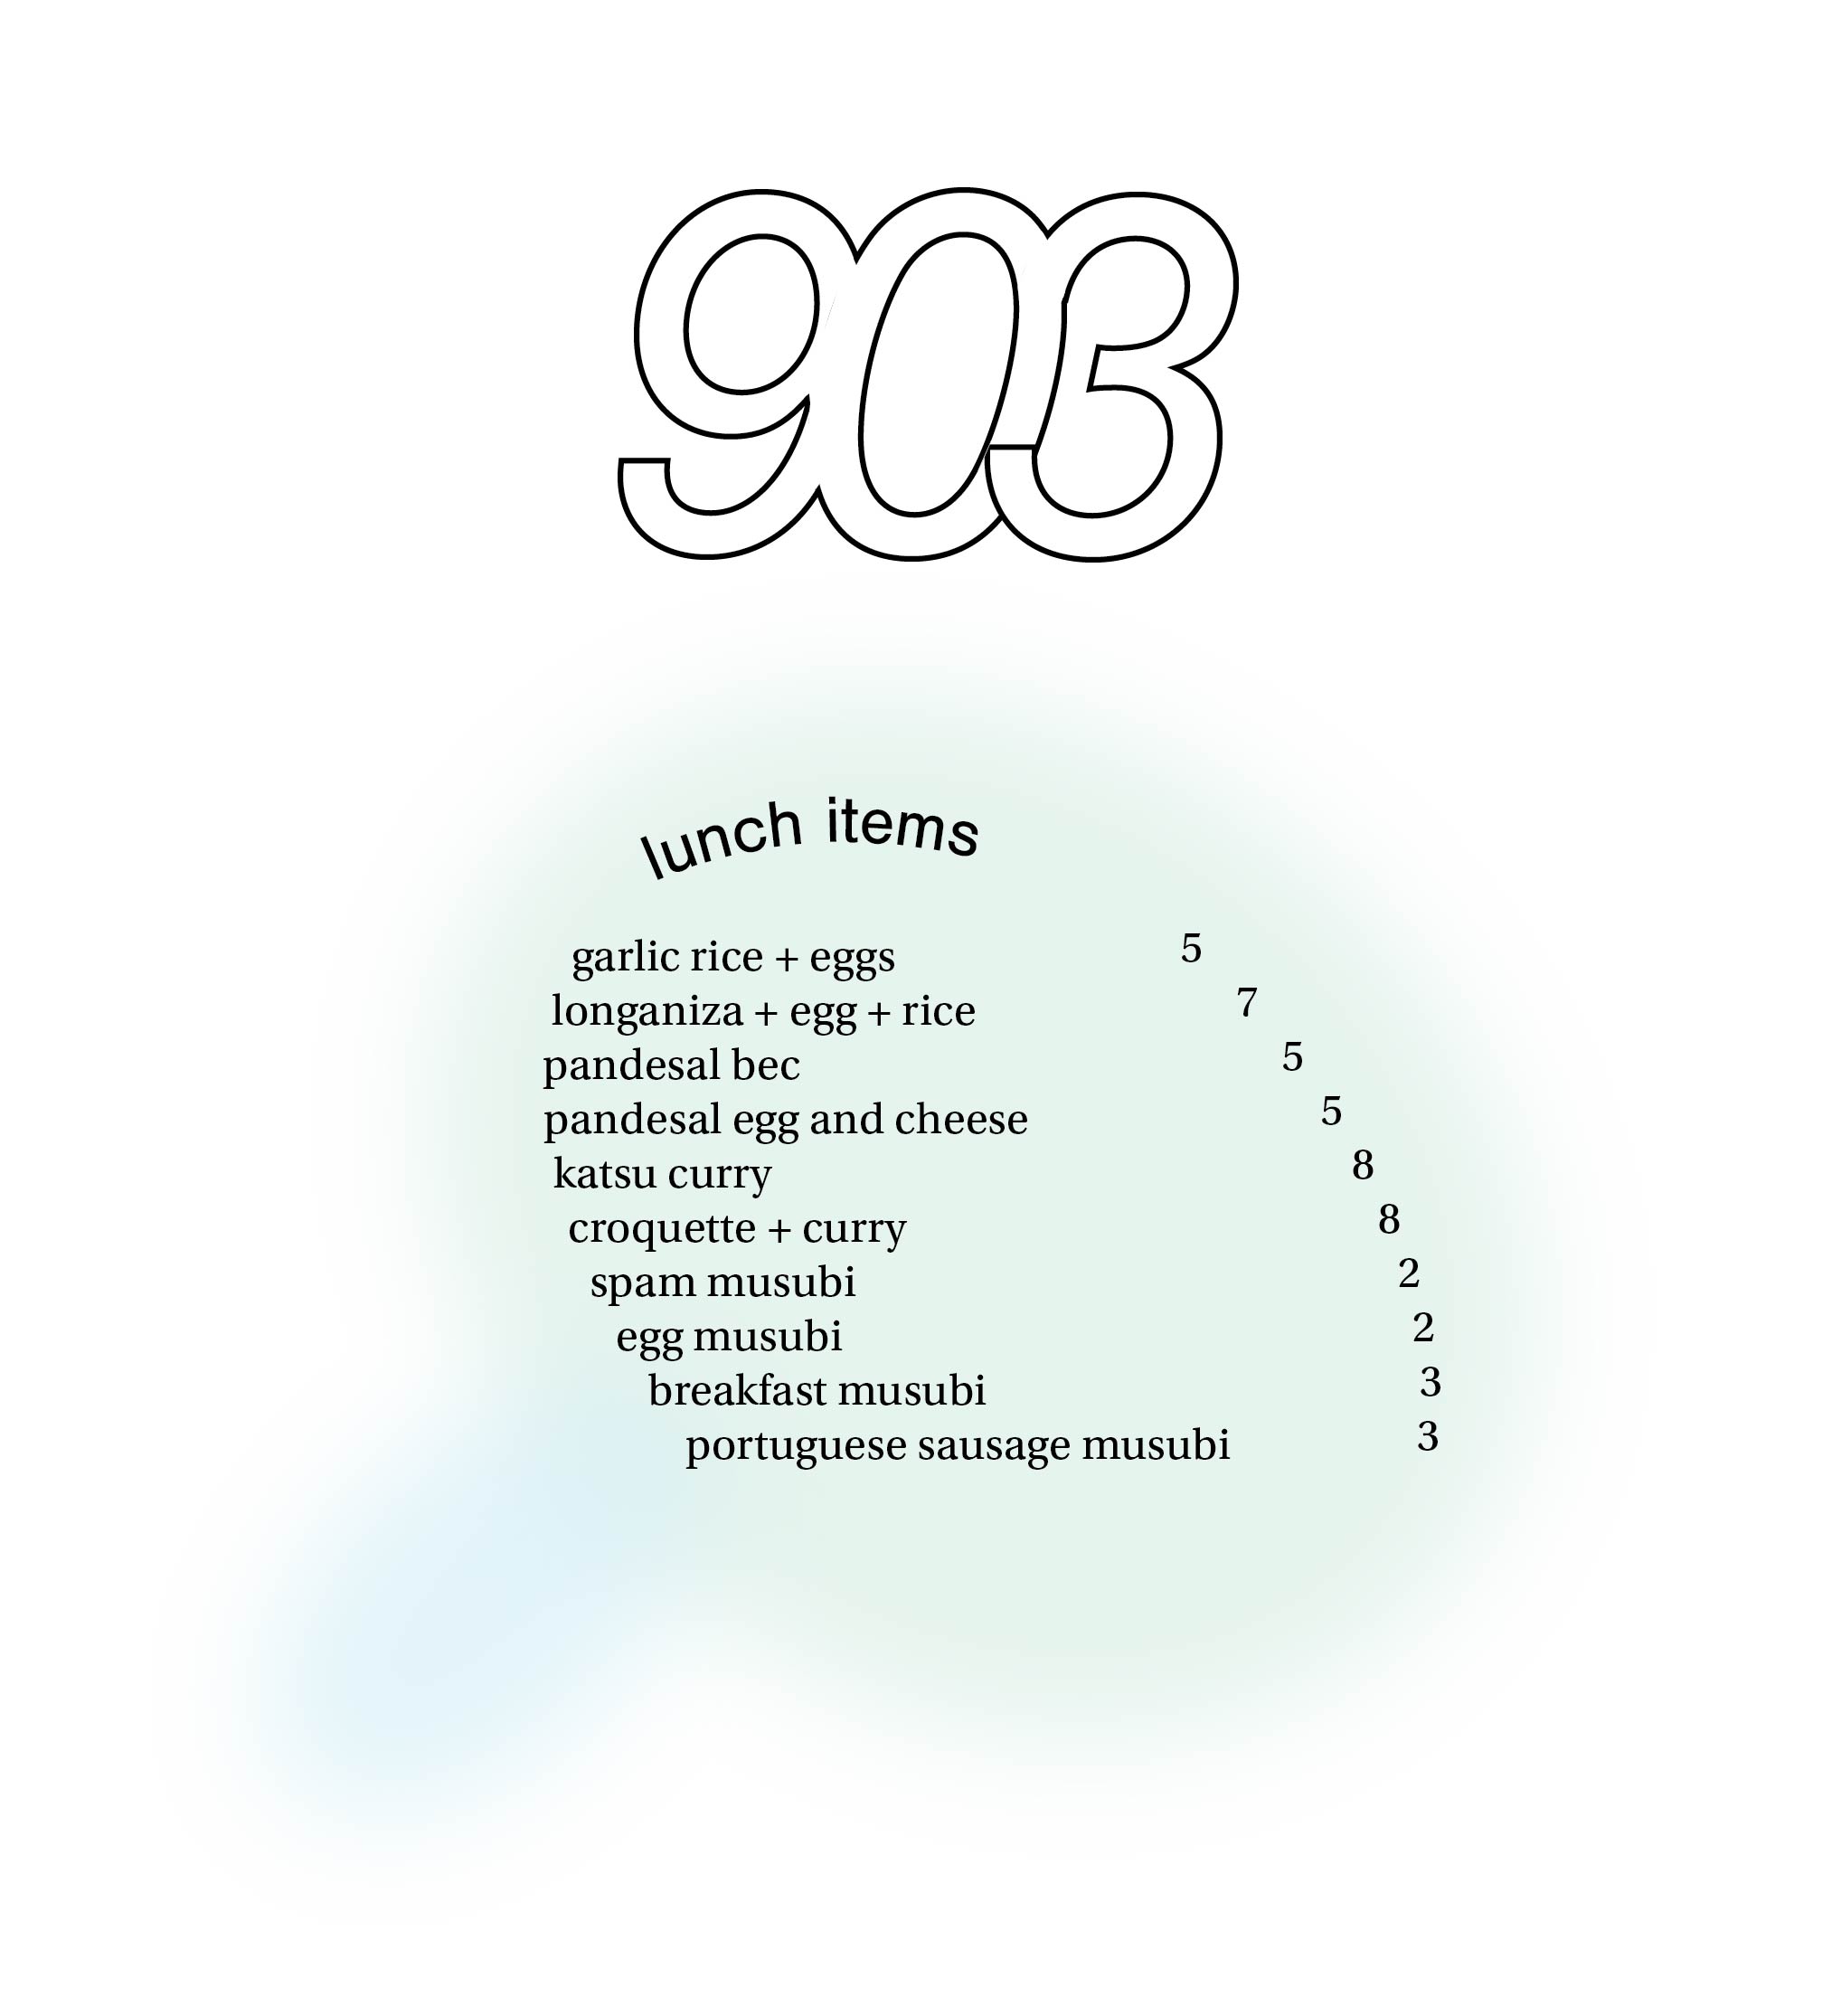 903
lunch items
garlic rice + eggs 5
longaniza + egg + rice 7
pandesal bec 5
pandesal egg and cheese 5
katsu curry 8
croquette + curry 8
spam musubi 2
egg musubi 2
breakfast musubi 3
portuguese sausage musubi 3